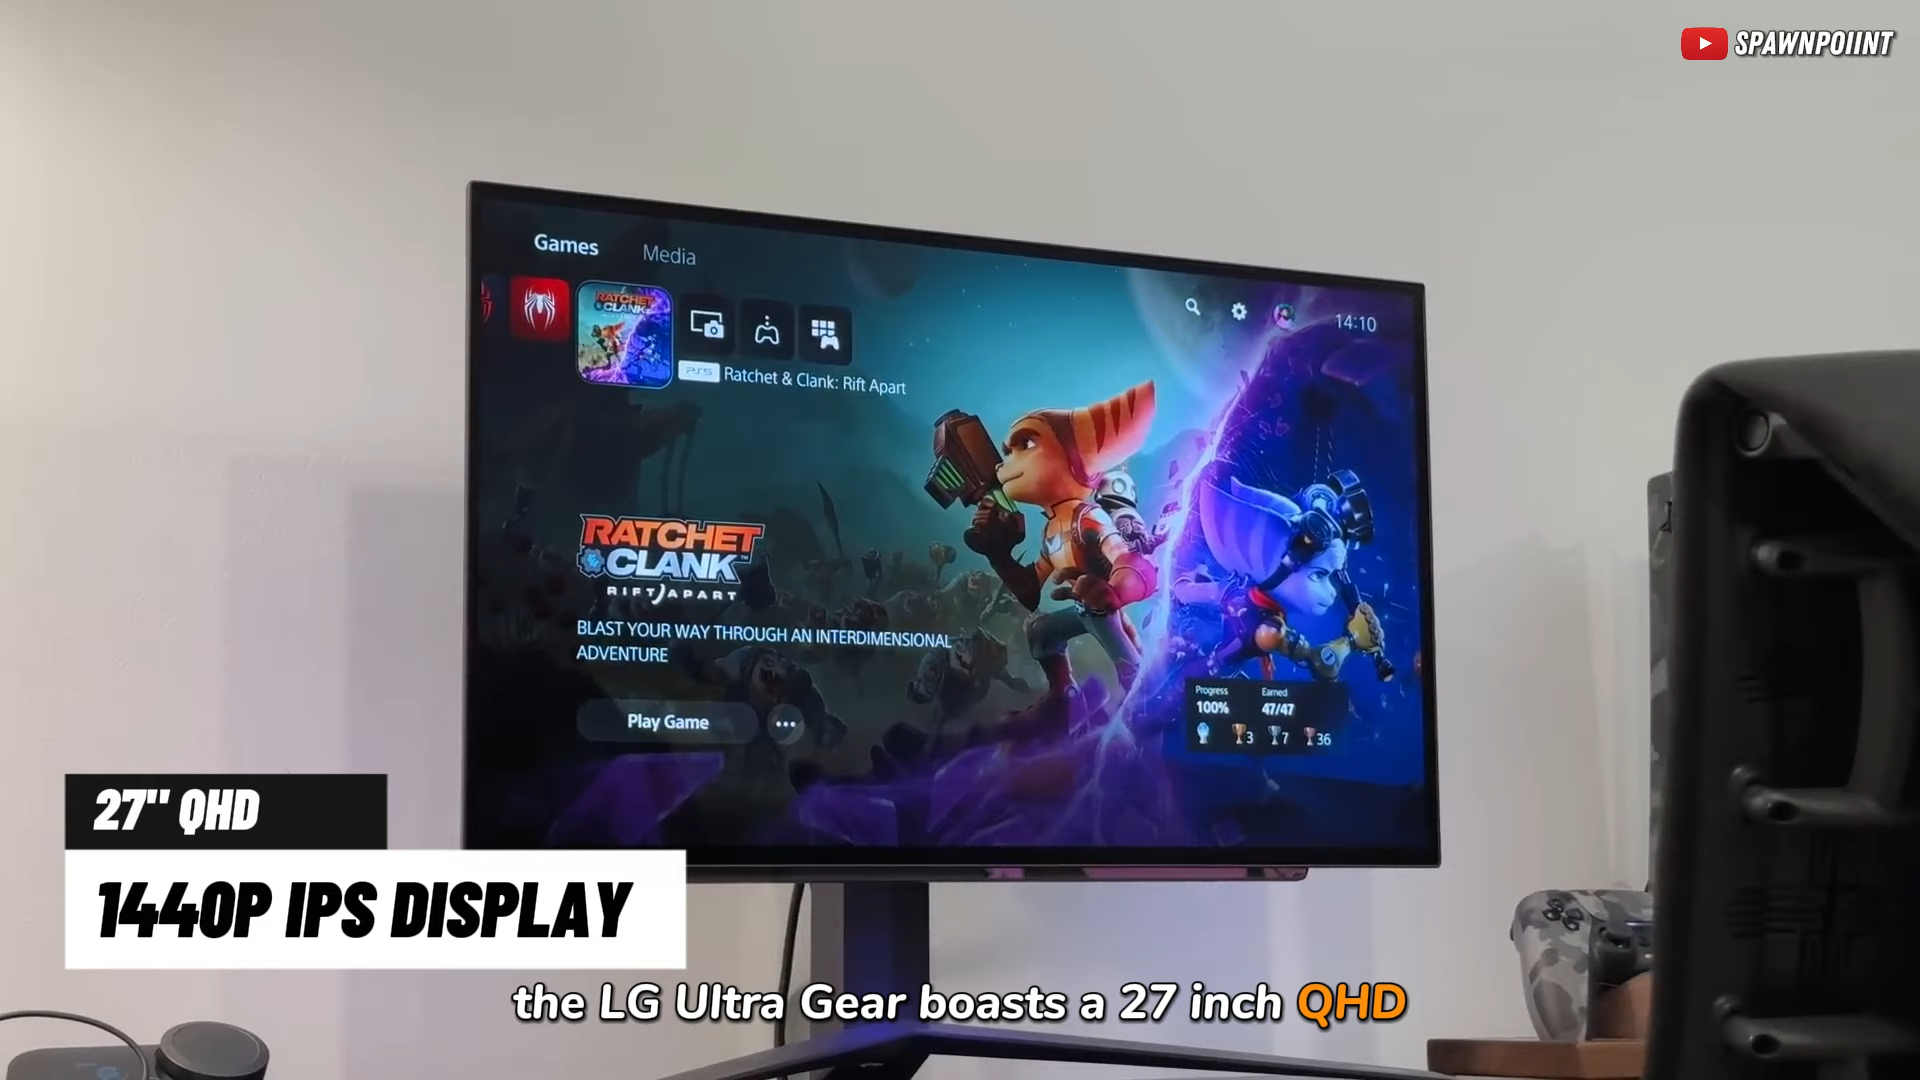 SPAWNPOIINT
Games
Media
14:10
RATCHET
& CLANK
PS5 Ratchet & Clank: Rift Apart
RATCHET
CLANK
RIFT APART
BLAST YOUR WAY THROUGH AN INTERDIMENSIONAL
ADVENTURE
Play Game
Progress
100%
Earned
47/47
3
7
36
27" QHD
1440P IPS DISPLAY
the LG Ultra Gear boasts a 27 inch QHD